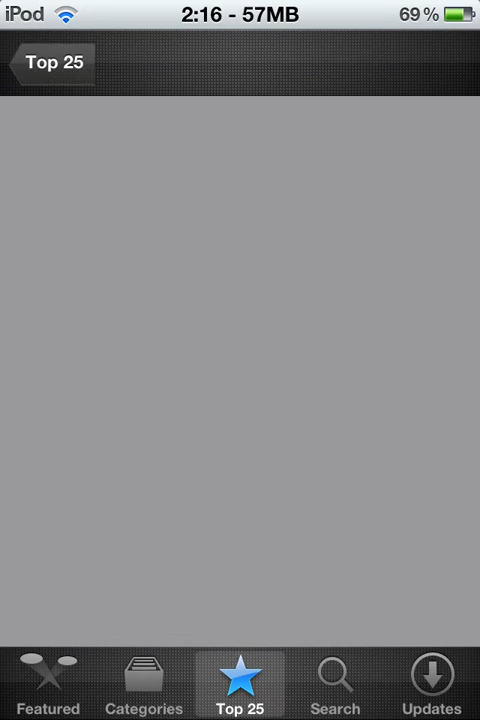 iPod 2:16 - 57MB 69%
Top 25
Featured Categories Top 25 Search Updates